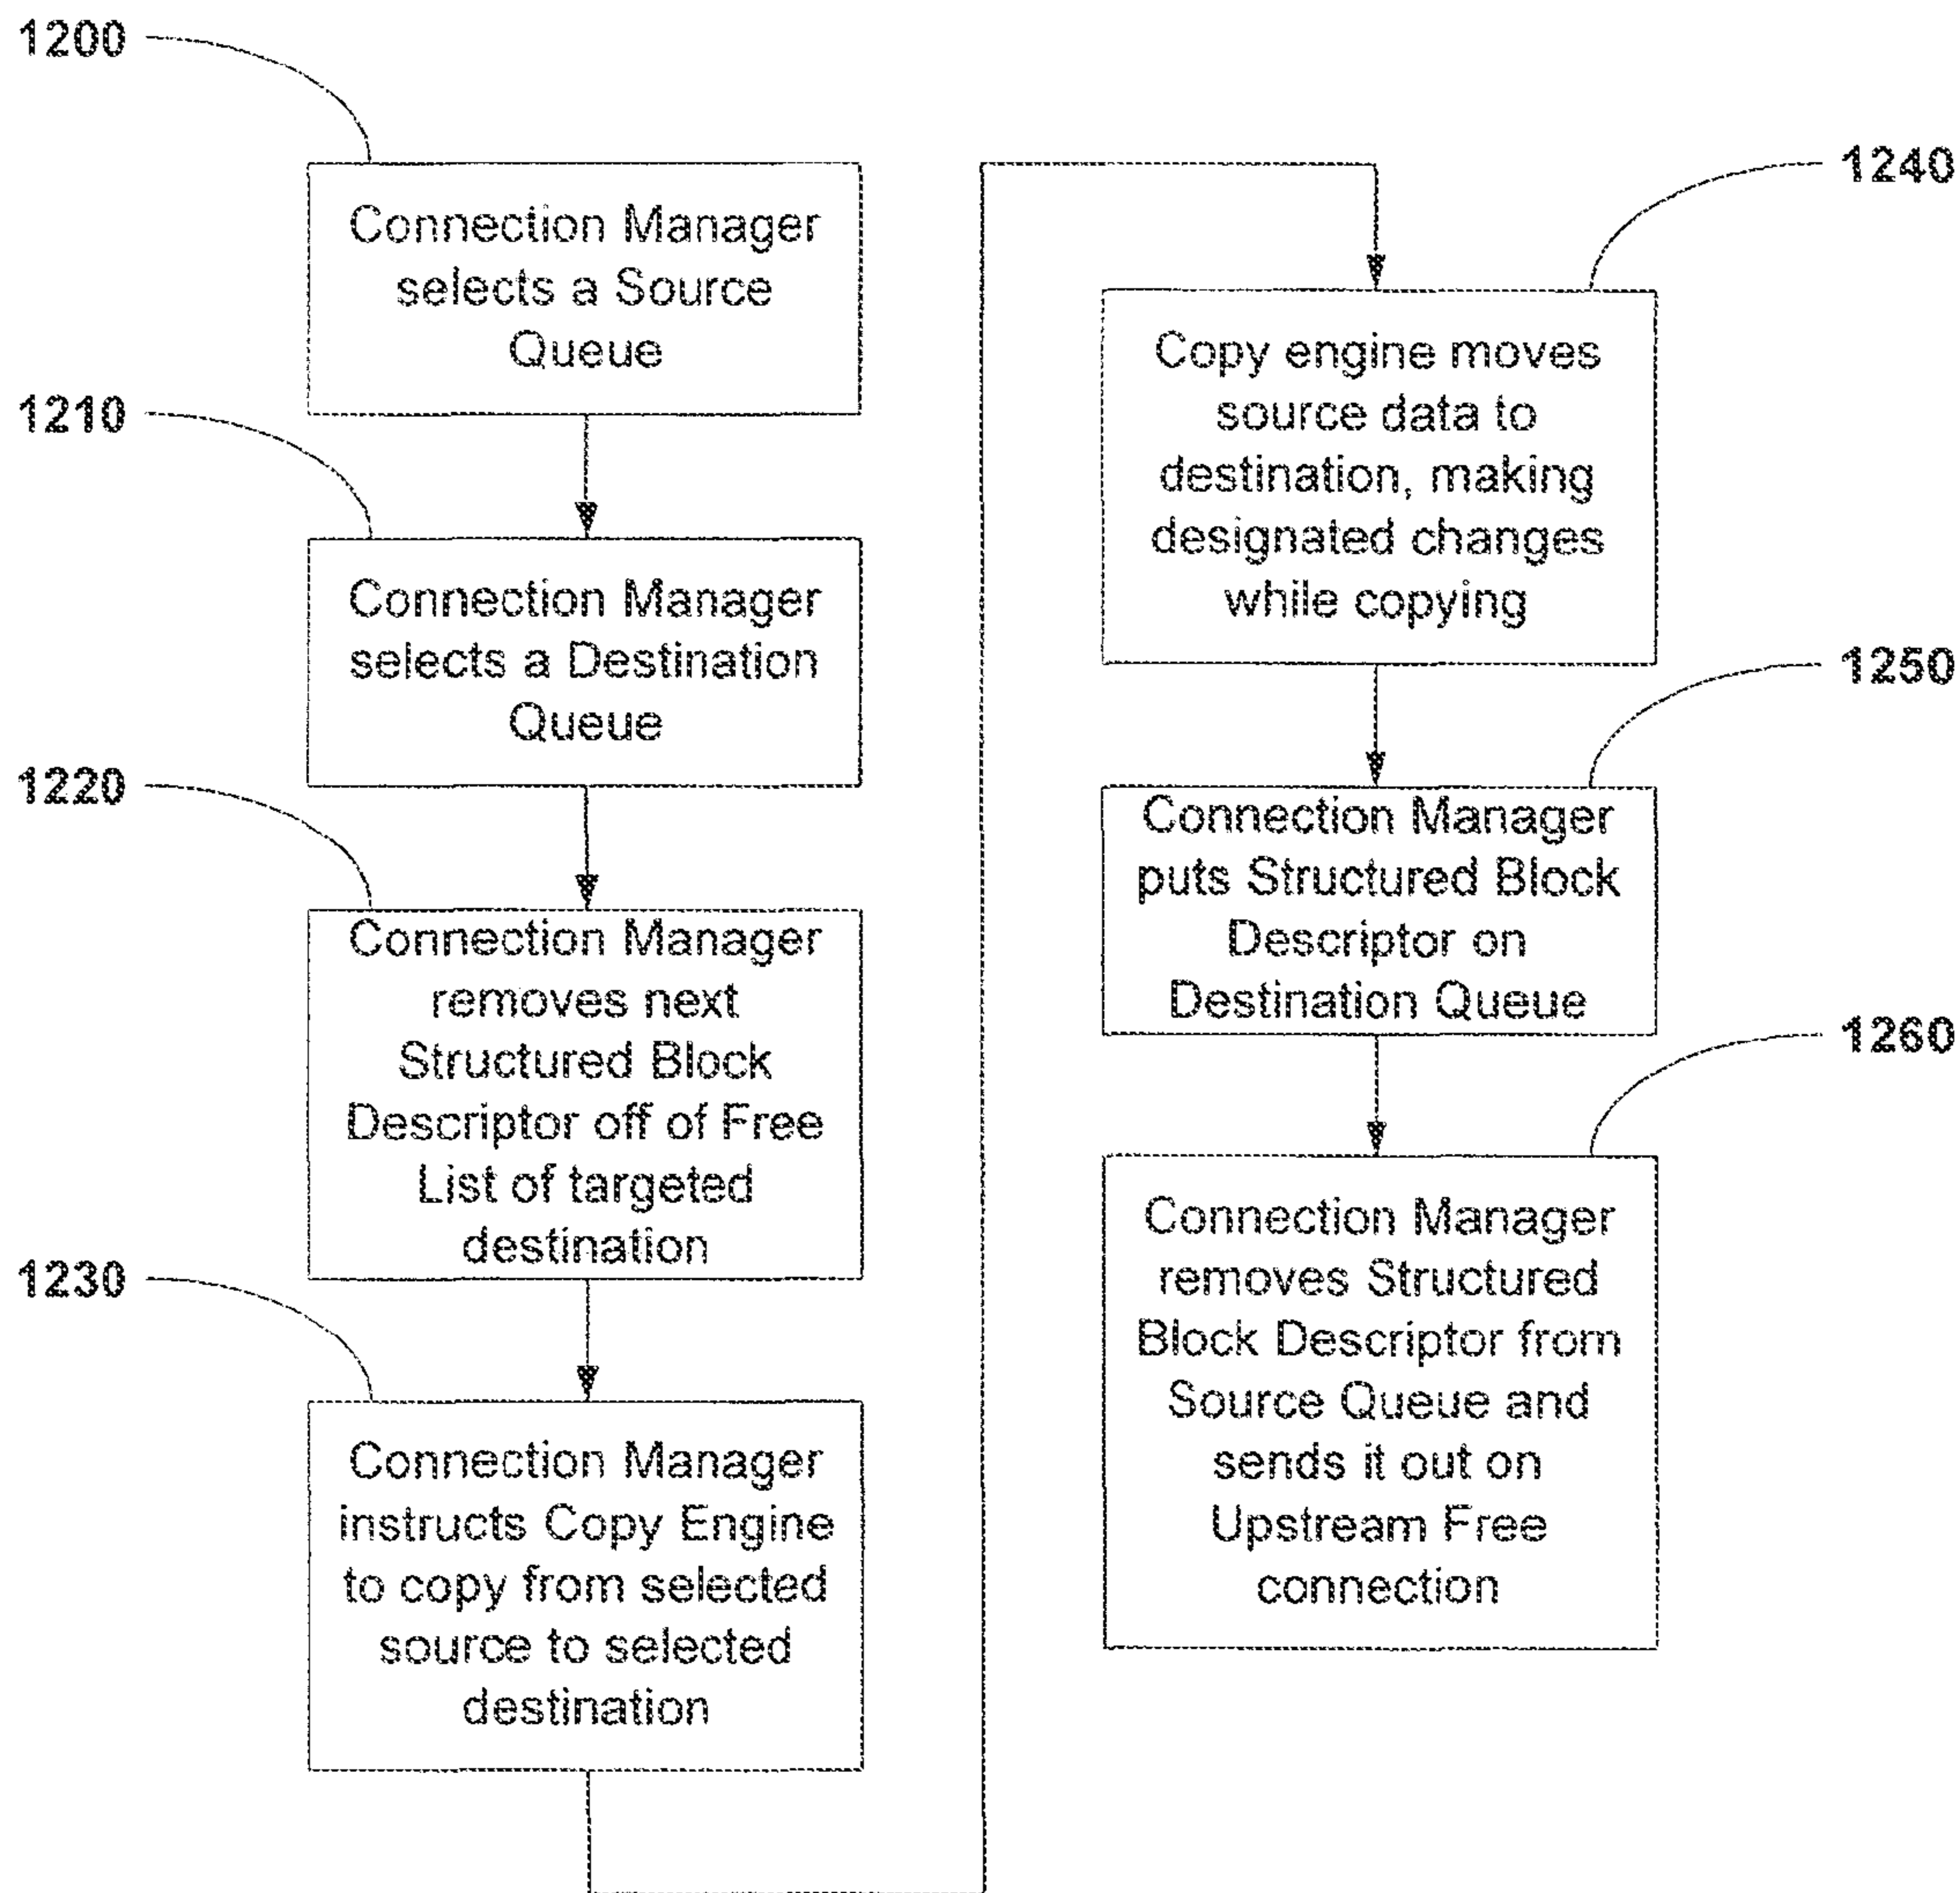 1200
Connection Manager
selects a Source
Queue
1210
Connection Manager
selects a Destination
Queue
1220
Connection Manager
removes next
Structured Block
Descriptor off of Free
List of targeted
destination
1230
Connection Manager
instructs Copy Engine
to copy from selected
source to selected
destination
1240
Copy engine moves
source data to
destination, making
designated changes
while copying
1250
Connection Manager
puts Structured Block
Descriptor on
Destination Queue
1260
Connection Manager
removes Structured
Block Descriptor from
Source Queue and
sends it out on
Upstream Free
connection